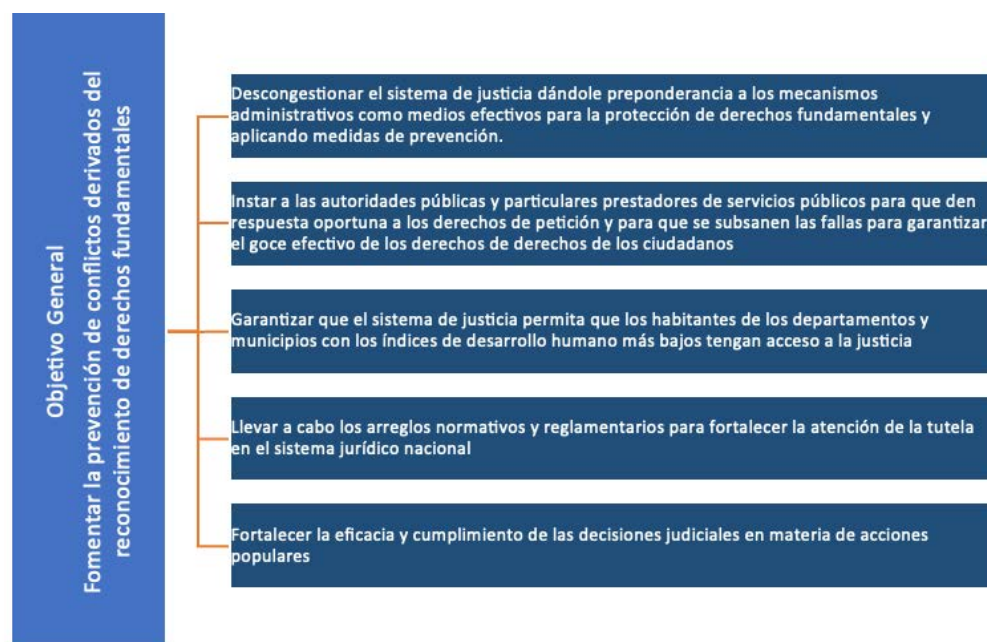 Objetivo General
Fomentar la prevención de conflictos derivados del
reconocimiento de derechos fundamentales
Descongestionar el sistema de justicia dándole preponderancia a los mecanismos
administrativos como medios efectivos para la protección de derechos fundamentales y
aplicando medidas de prevención.
Instar a las autoridades públicas y particulares prestadores de servicios públicos para que den
respuesta oportuna a los derechos de petición y para que se subsanen las fallas para garantizar
el goce efectivo de los derechos de derechos de los ciudadanos
Garantizar que el sistema de justicia permita que los habitantes de los departamentos y
municipios con los índices de desarrollo humano más bajos tengan acceso a la justicia
Llevar a cabo los arreglos normativos y reglamentarios para fortalecer la atención de la tutela
en el sistema jurídico nacional
Fortalecer la eficacia y cumplimiento de las decisiones judiciales en materia de acciones
populares